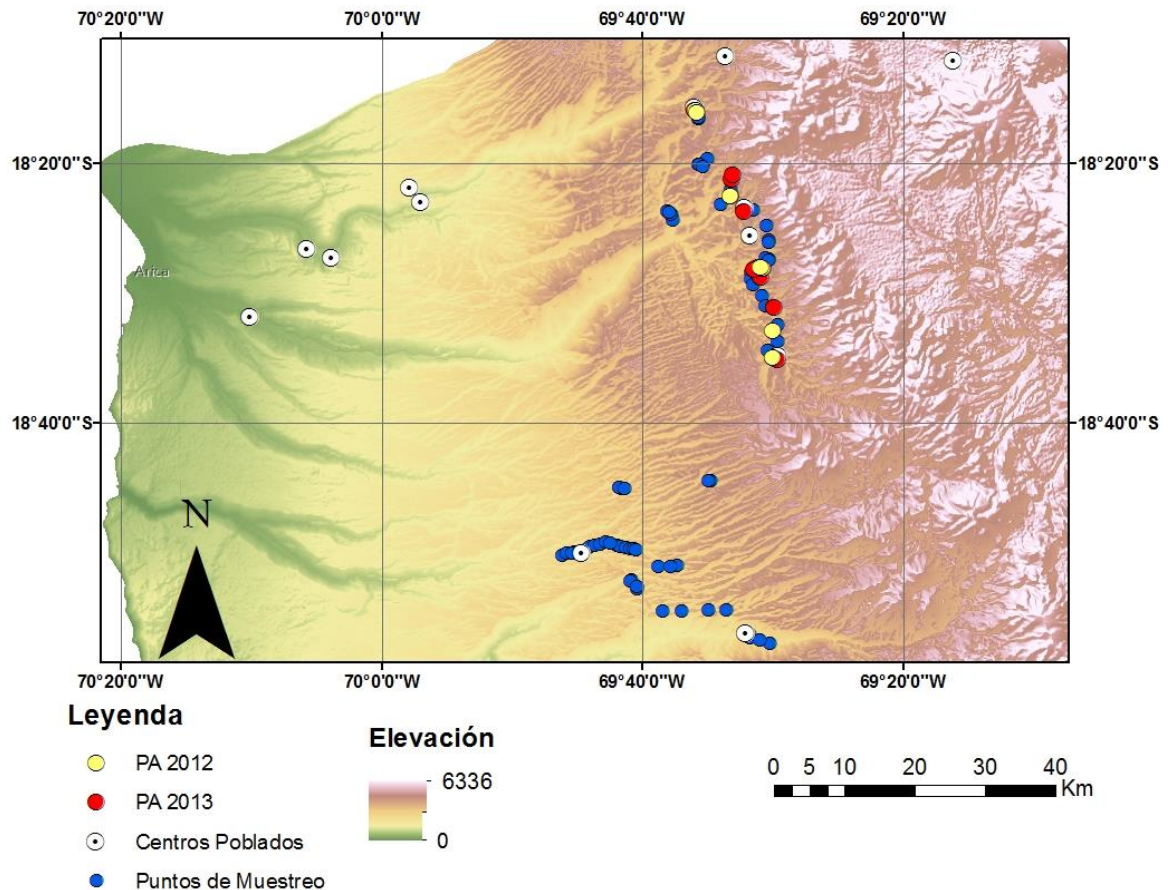 70°20'0"W 70°0'0"W 69°40'0"W 69°20'0"W
18°20'0"S 18°20'0"S
Arica
18°40'0"S 18°40'0"S
N
70°20'0"W 70°0'0"W 69°40'0"W 69°20'0"W
Leyenda
PA 2012
PA 2013
Centros Poblados
Puntos de Muestreo
Elevación
6336
0
0 5 10 20 30 40
Km